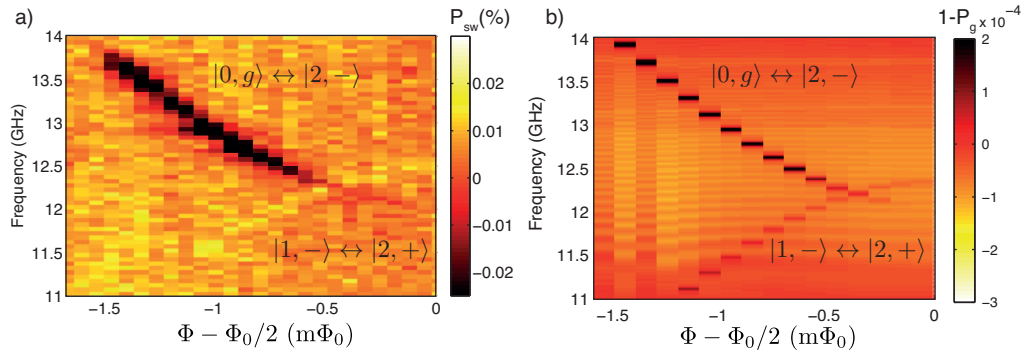 a)
P_sw(%)
14
13.5
13
12.5
12
11.5
11
Frequency (GHz)
|0, g⟩ ↔ |2, −⟩
|1, −⟩ ↔ |2, +⟩
−1.5
−1
−0.5
0
Φ − Φ₀/2 (mΦ₀)
0.02
0.01
0
−0.01
−0.02
b)
1-P_g x 10⁻⁴
14
13.5
13
12.5
12
11.5
11
Frequency (GHz)
|0, g⟩ ↔ |2, −⟩
|1, −⟩ ↔ |2, +⟩
−1.5
−1
−0.5
0
Φ − Φ₀/2 (mΦ₀)
2
1
0
−1
−2
−3